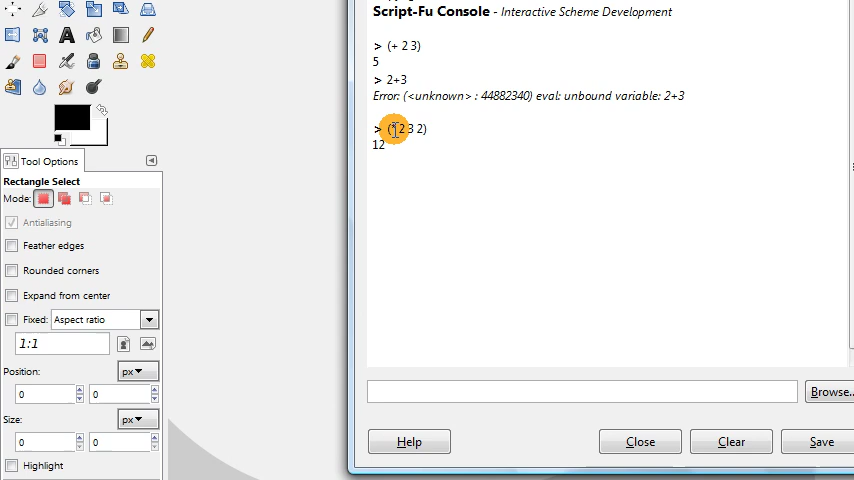 Script-Fu Console - Interactive Scheme Development
> (+ 2 3)
5
> 2+3
Error: (<unknown> : 44882340) eval: unbound variable: 2+3
> (* 2 3 2)
12
Browse...
Help
Close
Clear
Save
Tool Options
Rectangle Select
Mode:
Antialiasing
Feather edges
Rounded corners
Expand from center
Fixed: Aspect ratio
1:1
Position: px
0 0
Size: px
0 0
Highlight